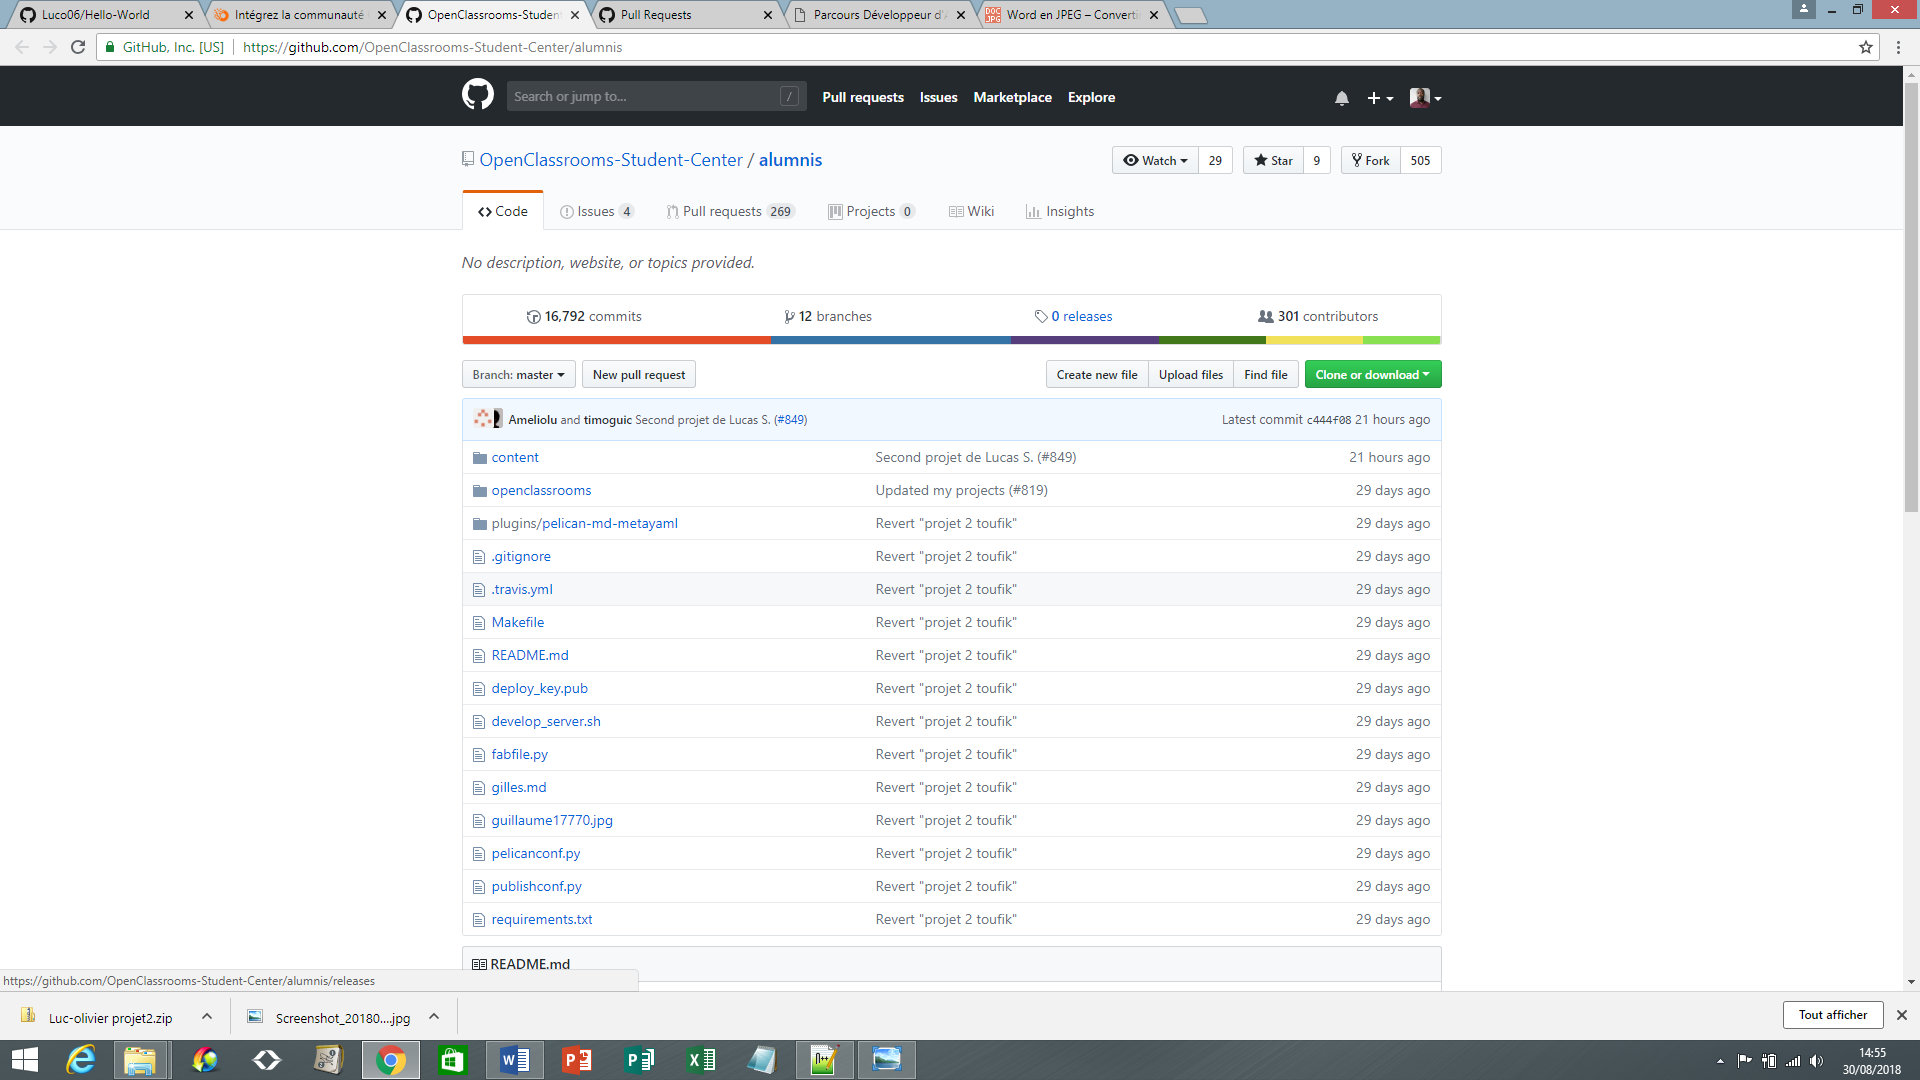 Luco06/Hello-World
Intégrez la communauté
OpenClassrooms-Studen
Pull Requests
Parcours Développeur d'A
Word en JPEG – Converti
GitHub, Inc. [US]
https://github.com/OpenClassrooms-Student-Center/alumnis
Search or jump to...
/
Pull requests
Issues
Marketplace
Explore
OpenClassrooms-Student-Center / alumnis
Watch 29
Star 9
Fork 505
Code
Issues 4
Pull requests 269
Projects 0
Wiki
Insights
No description, website, or topics provided.
16,792 commits
12 branches
0 releases
301 contributors
Branch: master
New pull request
Create new file
Upload files
Find file
Clone or download
Ameliolu and timoguic Second projet de Lucas S. (#849)
Latest commit c444f08 21 hours ago
content Second projet de Lucas S. (#849) 21 hours ago
openclassrooms Updated my projects (#819) 29 days ago
plugins/pelican-md-metayaml Revert "projet 2 toufik" 29 days ago
.gitignore Revert "projet 2 toufik" 29 days ago
.travis.yml Revert "projet 2 toufik" 29 days ago
Makefile Revert "projet 2 toufik" 29 days ago
README.md Revert "projet 2 toufik" 29 days ago
deploy_key.pub Revert "projet 2 toufik" 29 days ago
develop_server.sh Revert "projet 2 toufik" 29 days ago
fabfile.py Revert "projet 2 toufik" 29 days ago
gilles.md Revert "projet 2 toufik" 29 days ago
guillaume17770.jpg Revert "projet 2 toufik" 29 days ago
pelicanconf.py Revert "projet 2 toufik" 29 days ago
publishconf.py Revert "projet 2 toufik" 29 days ago
requirements.txt Revert "projet 2 toufik" 29 days ago
README.md
https://github.com/OpenClassrooms-Student-Center/alumnis/releases
Luc-olivier projet2.zip
Screenshot_20180....jpg
Tout afficher
14:55
30/08/2018